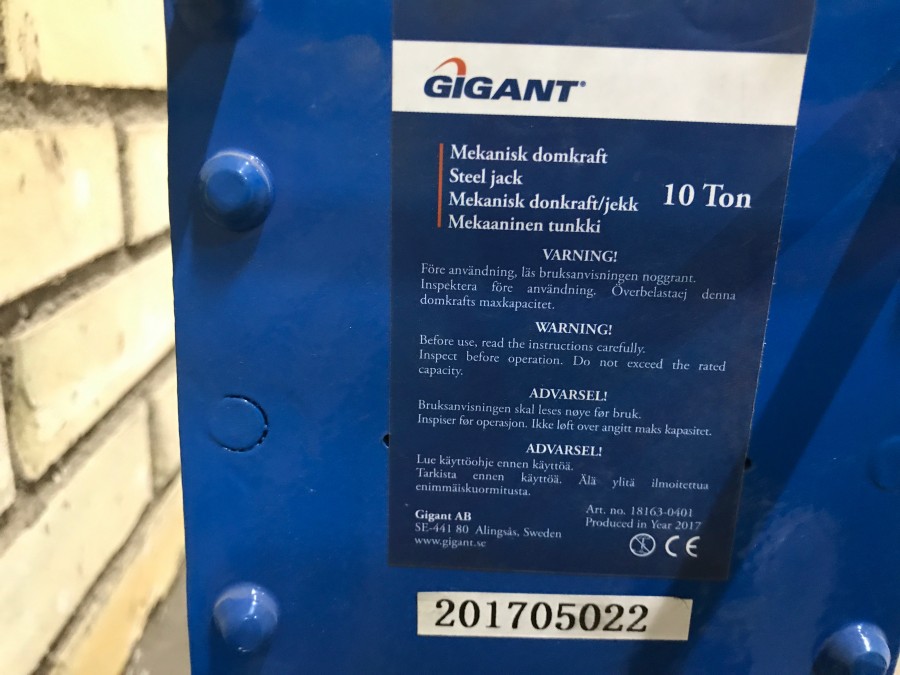 GIGANT®
Mekanisk domkraft
Steel jack
Mekanisk donkraft/jekk
Mekaaninen tunkki
10 Ton
VARNING!
Före användning, läs bruksanvisningen noggrant.
Inspektera före användning. Överbelastaej denna
domkrafts maxkapacitet.
WARNING!
Before use, read the instructions carefully.
Inspect before operation. Do not exceed the rated
capacity.
ADVARSEL!
Bruksanvisningen skal leses nøye før bruk.
Inspiser før operasjon. Ikke løft over angitt maks kapasitet.
ADVARSEL!
Lue käyttöohje ennen käyttöä.
Tarkista ennen käyttöä. Älä ylitä ilmoitettua
enimmäiskuormitusta.
Gigant AB
SE-441 80 Alingsås, Sweden
www.gigant.se
Art. no. 18163-0401
Produced in Year 2017
CE
201705022